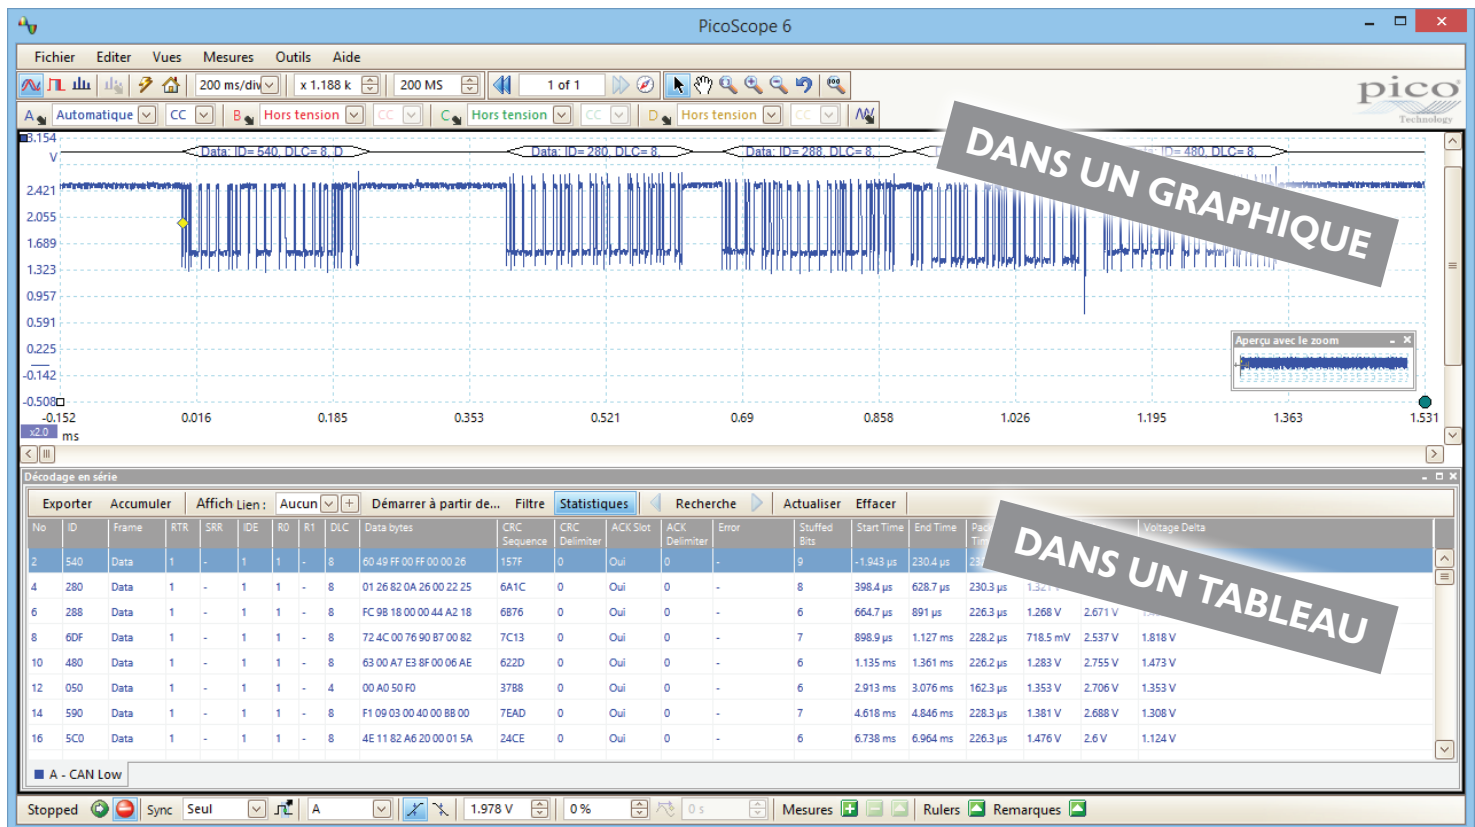 PicoScope 6
Fichier Editer Vues Mesures Outils Aide
200 ms/div x 1.188 k 200 MS 1 of 1
pico
Technology
A Automatique CC B Hors tension CC C Hors tension CC D Hors tension CC
3.154
V
Data: ID= 540, DLC= 8, D
Data: ID= 280, DLC= 8,
Data: ID= 288, DLC= 8,
ID= 480, DLC= 8,
DANS UN GRAPHIQUE
2.421
2.055
1.689
1.323
0.957
0.591
0.225
-0.142
-0.508
Aperçu avec le zoom
-0.152 0.016 0.185 0.353 0.521 0.69 0.858 1.026 1.195 1.363 1.531
x2.0 ms
Décodage en série
Exporter Accumuler Affich Lien : Aucun Démarrer à partir de... Filtre Statistiques Recherche Actualiser Effacer
No ID Frame RTR SRR IDE R0 R1 DLC Data bytes CRC Sequence CRC Delimiter ACK Slot ACK Delimiter Error Stuffed Bits Start Time End Time Voltage Delta
DANS UN TABLEAU
2 540 Data 1 - 1 1 - 8 60 49 FF 00 FF 00 00 26 157F 0 Oui 0 - 9 -1.943 µs 230.4 µs
4 280 Data 1 - 1 1 - 8 01 26 82 0A 26 00 22 25 6A1C 0 Oui 0 - 8 398.4 µs 628.7 µs 230.3 µs
6 288 Data 1 - 1 1 - 8 FC 98 18 00 00 44 A2 18 6B76 0 Oui 0 - 6 664.7 µs 891 µs 226.3 µs 1.268 V 2.671 V
8 6DF Data 1 - 1 1 - 8 72 4C 00 76 90 B7 00 82 7C13 0 Oui 0 - 7 898.9 µs 1.127 ms 228.2 µs 718.5 mV 2.537 V 1.818 V
10 480 Data 1 - 1 1 - 8 63 00 A7 E3 8F 00 06 AE 622D 0 Oui 0 - 6 1.135 ms 1.361 ms 226.2 µs 1.283 V 2.755 V 1.473 V
12 050 Data 1 - 1 1 - 4 00 A0 50 F0 37B8 0 Oui 0 - 6 2.913 ms 3.076 ms 162.3 µs 1.353 V 2.706 V 1.353 V
14 590 Data 1 - 1 1 - 8 F1 09 03 00 40 00 BB 00 7EAD 0 Oui 0 - 7 4.618 ms 4.846 ms 228.3 µs 1.381 V 2.688 V 1.308 V
16 5C0 Data 1 - 1 1 - 8 4E 11 82 A6 20 00 01 5A 24CE 0 Oui 0 - 6 6.738 ms 6.964 ms 226.3 µs 1.476 V 2.6 V 1.124 V
A - CAN Low
Stopped Sync Seul A 1.978 V 0 % 0 s Mesures Rulers Remarques